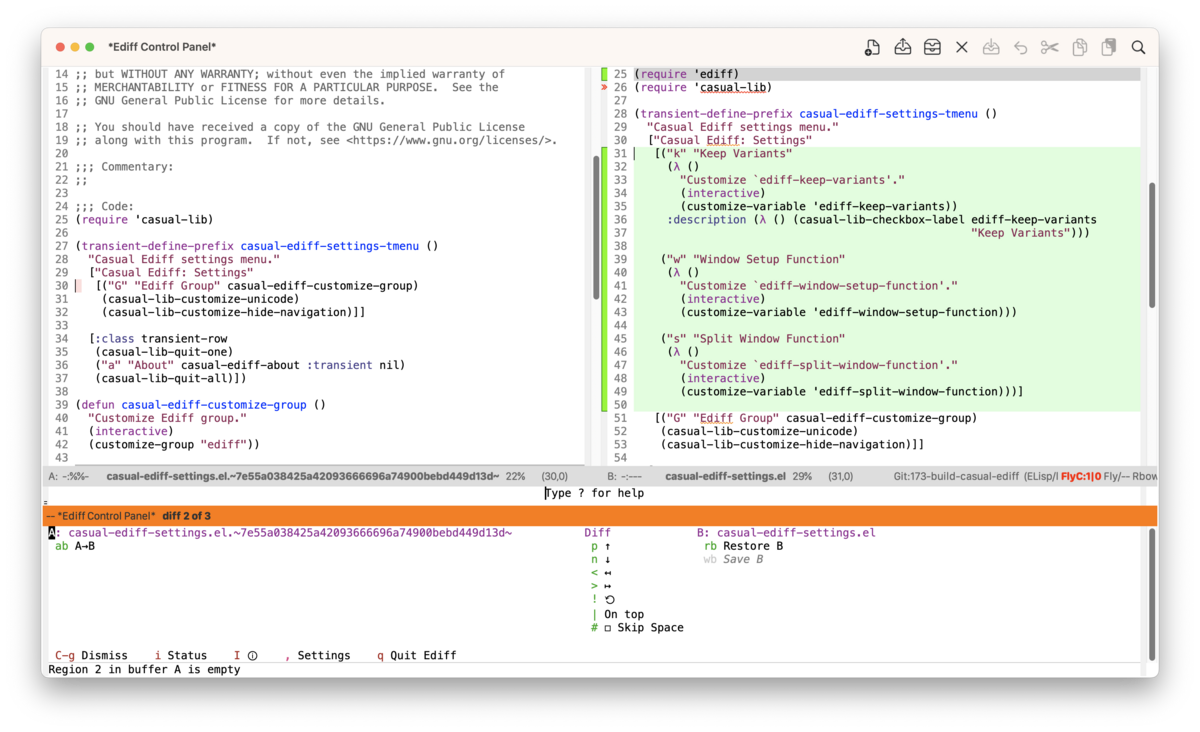 *Ediff Control Panel*
14 ;; but WITHOUT ANY WARRANTY; without even the implied warranty of
15 ;; MERCHANTABILITY or FITNESS FOR A PARTICULAR PURPOSE.  See the
16 ;; GNU General Public License for more details.
17
18 ;; You should have received a copy of the GNU General Public License
19 ;; along with this program.  If not, see <https://www.gnu.org/licenses/>.
20
21 ;;; Commentary:
22 ;;
23
24 ;;; Code:
25 (require 'casual-lib)
26
27 (transient-define-prefix casual-ediff-settings-tmenu ()
28   "Casual Ediff settings menu."
29   ["Casual Ediff: Settings"
30    [("G" "Ediff Group" casual-ediff-customize-group)
31     (casual-lib-customize-unicode)
32     (casual-lib-customize-hide-navigation)]]
33
34   [:class transient-row
35    (casual-lib-quit-one)
36    ("a" "About" casual-ediff-about :transient nil)
37    (casual-lib-quit-all)])
38
39 (defun casual-ediff-customize-group ()
40   "Customize Ediff group."
41   (interactive)
42   (customize-group "ediff"))
43
25 (require 'ediff)
26 (require 'casual-lib)
27
28 (transient-define-prefix casual-ediff-settings-tmenu ()
29   "Casual Ediff settings menu."
30   ["Casual Ediff: Settings"
31    [("k" "Keep Variants"
32      (λ ()
33        "Customize `ediff-keep-variants'."
34        (interactive)
35        (customize-variable 'ediff-keep-variants))
36      :description (λ () (casual-lib-checkbox-label ediff-keep-variants
37                                                    "Keep Variants")))
38
39     ("w" "Window Setup Function"
40      (λ ()
41        "Customize `ediff-window-setup-function'."
42        (interactive)
43        (customize-variable 'ediff-window-setup-function)))
44
45     ("s" "Split Window Function"
46      (λ ()
47        "Customize `ediff-split-window-function'."
48        (interactive)
49        (customize-variable 'ediff-split-window-function)))]
50
51    [("G" "Ediff Group" casual-ediff-customize-group)
52     (casual-lib-customize-unicode)
53     (casual-lib-customize-hide-navigation)]]
54
A: -:%%-  casual-ediff-settings.el.~7e55a038425a42093666696a74900bebd449d13d~  22%  (30,0)
B: -:---  casual-ediff-settings.el  29%  (31,0)  Git:173-build-casual-ediff  (ELisp/l FlyC:1|0 Fly/-- Rbow
Type ? for help
-- *Ediff Control Panel*  diff 2 of 3
A: casual-ediff-settings.el.~7e55a038425a42093666696a74900bebd449d13d~  Diff  B: casual-ediff-settings.el
ab A→B  p ↑  rb Restore B
n ↓  wb Save B
< ↤
> ↦
! ↺
| On top
# □ Skip Space
C-g Dismiss  i Status  I ⓘ  , Settings  q Quit Ediff
Region 2 in buffer A is empty